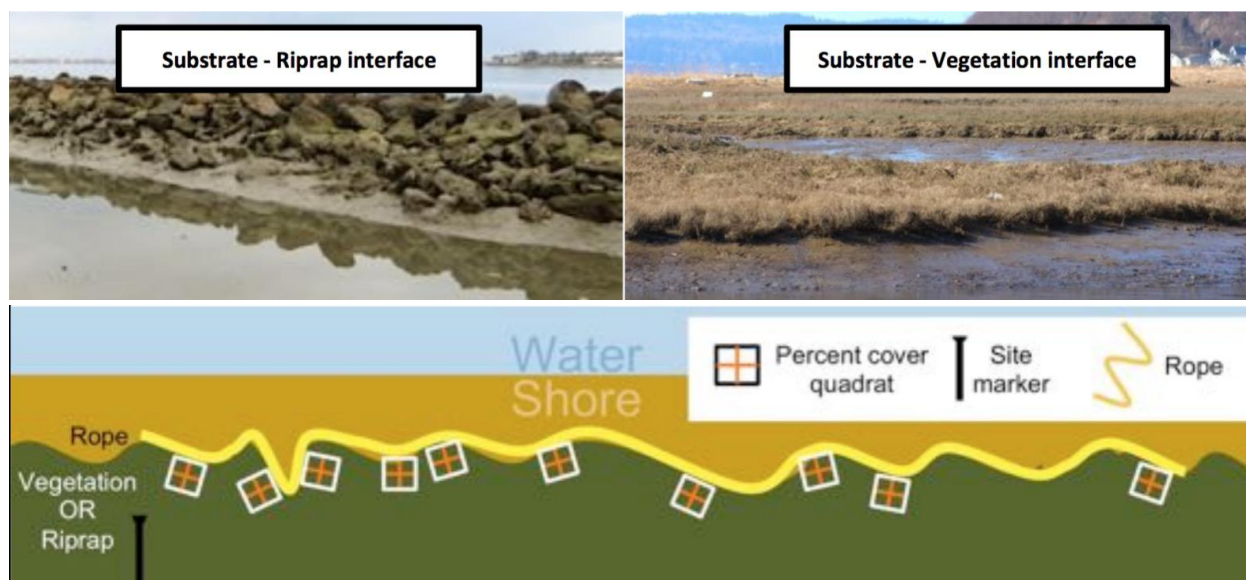 Substrate - Riprap interface
Substrate - Vegetation interface
Water
Shore
Percent cover
quadrat
Site
marker
Rope
Rope
Vegetation
OR
Riprap